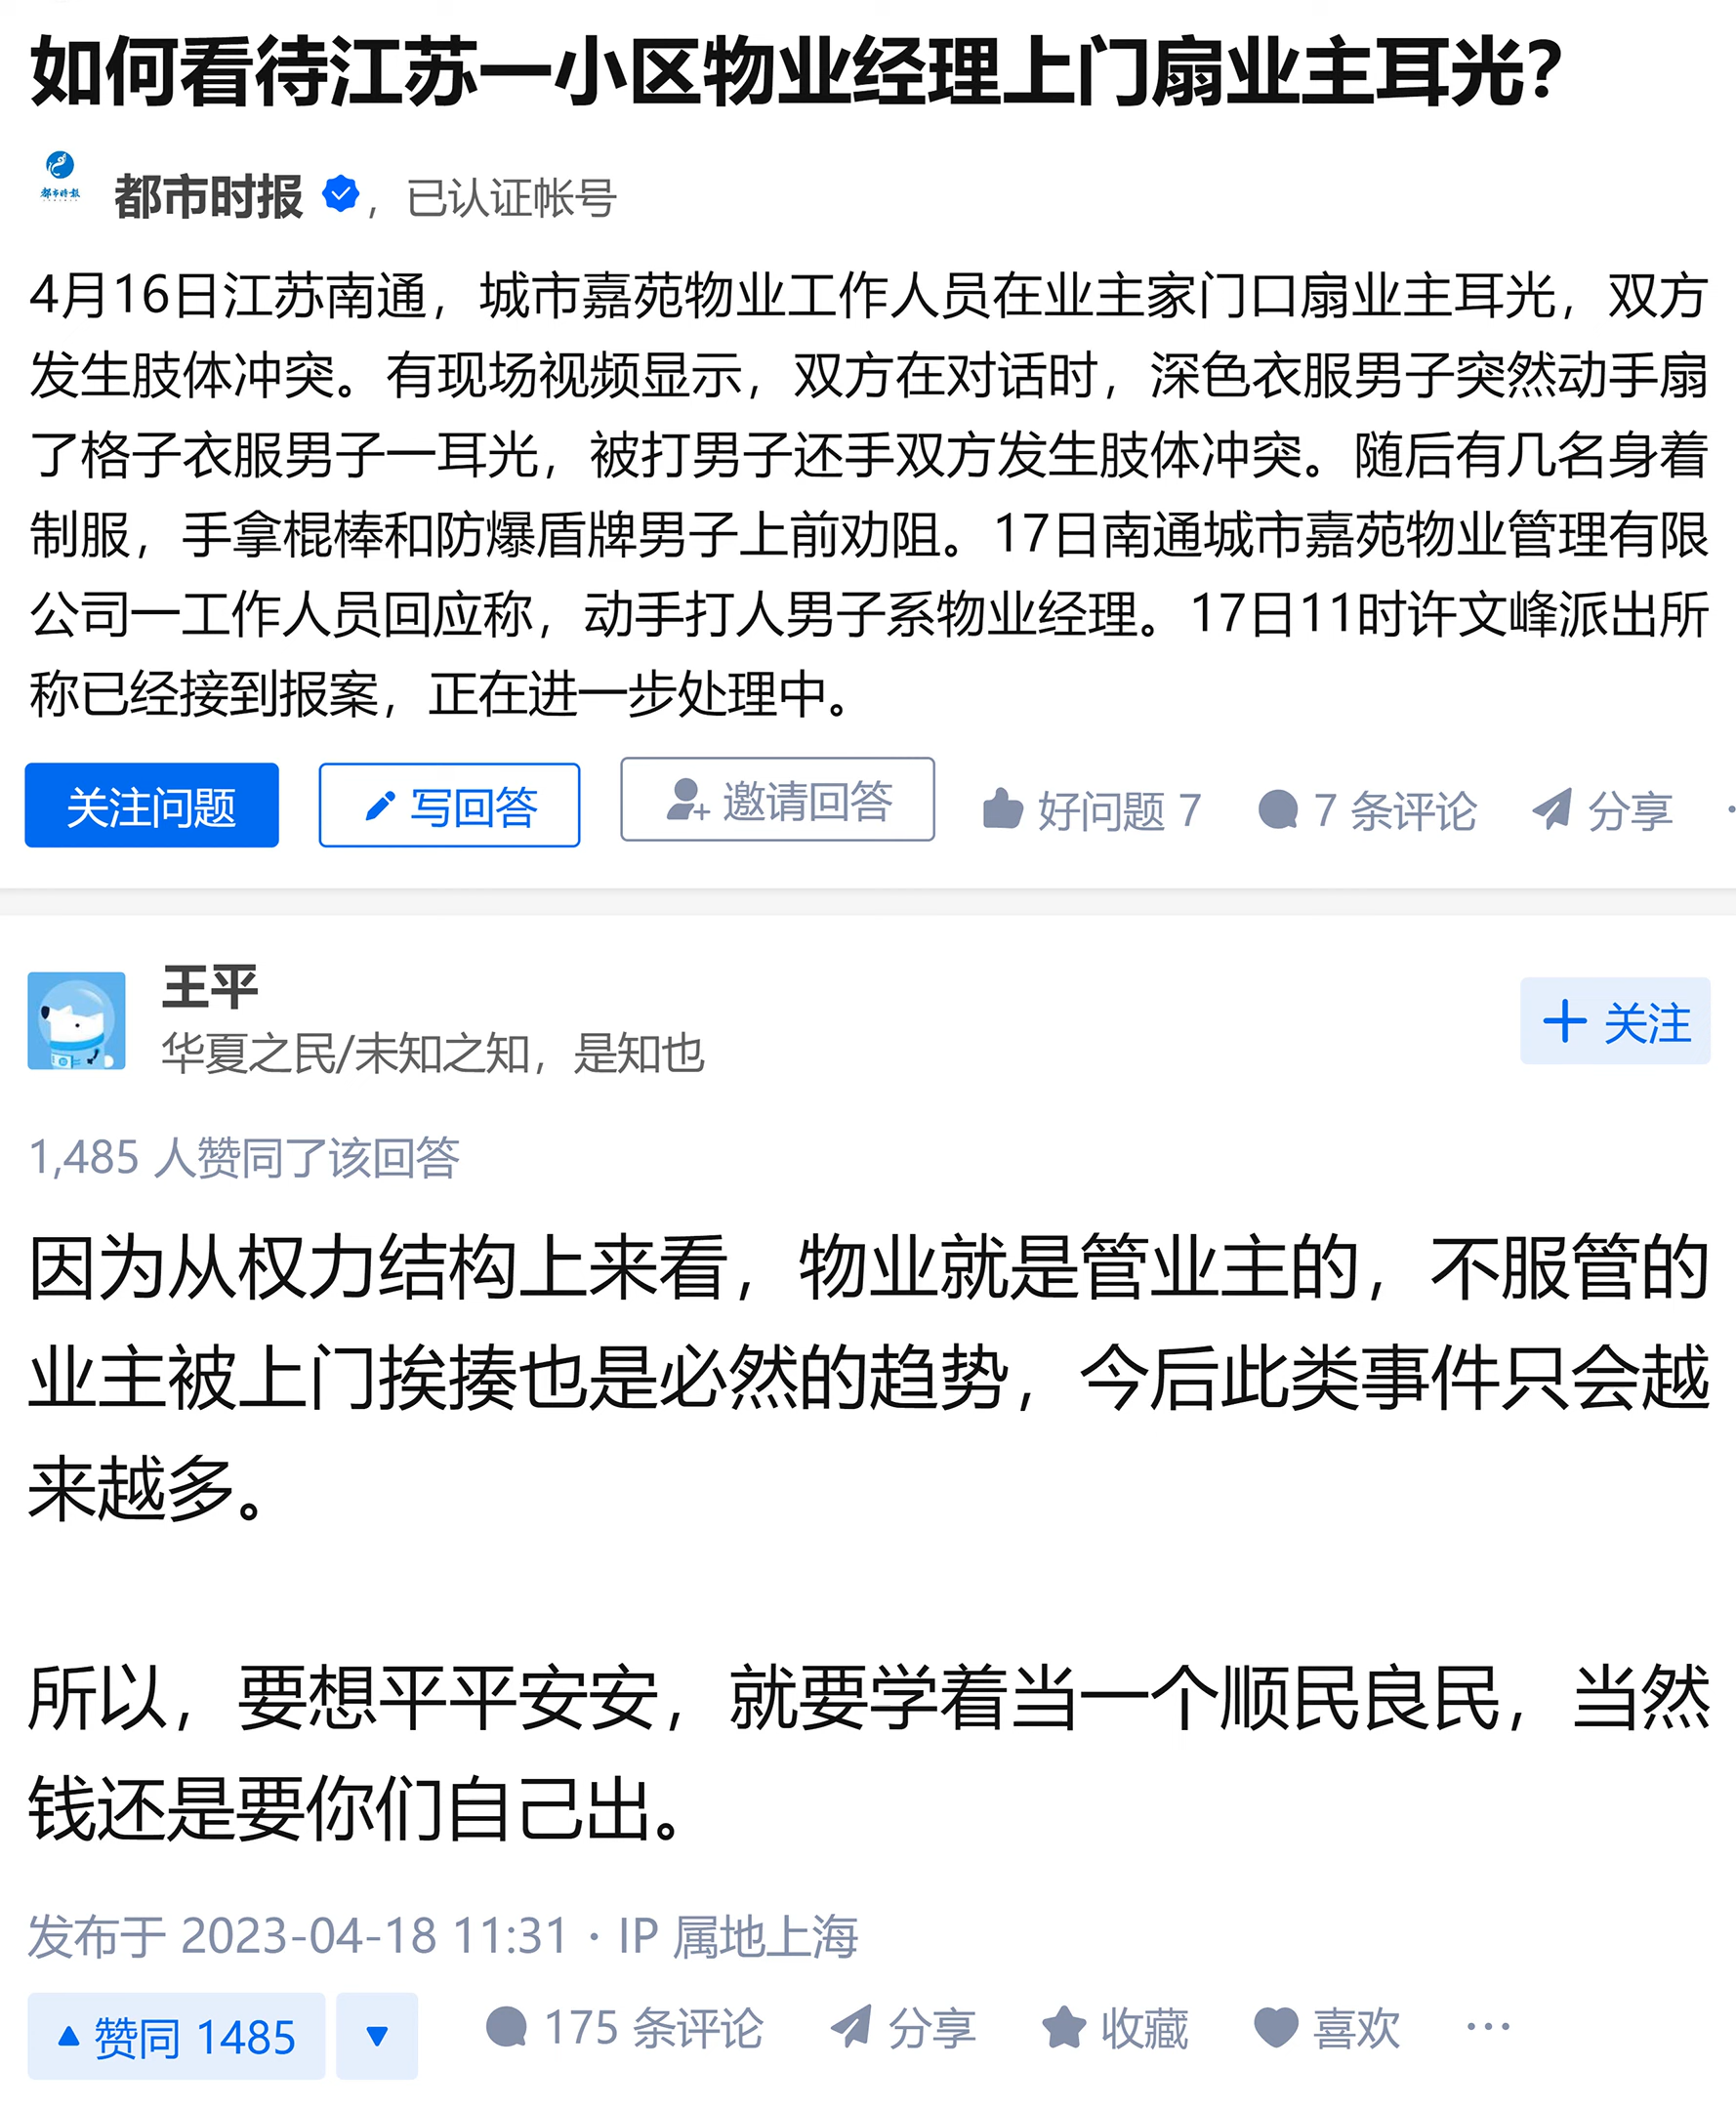 如何看待江苏一小区物业经理上门扇业主耳光？
都市时报
都市时报 ，已认证帐号
4月16日江苏南通，城市嘉苑物业工作人员在业主家门口扇业主耳光，双方
发生肢体冲突。有现场视频显示，双方在对话时，深色衣服男子突然动手扇
了格子衣服男子一耳光，被打男子还手双方发生肢体冲突。随后有几名身着
制服，手拿棍棒和防爆盾牌男子上前劝阻。17日南通城市嘉苑物业管理有限
公司一工作人员回应称，动手打人男子系物业经理。17日11时许文峰派出所
称已经接到报案，正在进一步处理中。
关注问题 写回答 邀请回答 好问题 7 7 条评论 分享
王平
华夏之民/未知之知，是知也
+ 关注
1,485 人赞同了该回答
因为从权力结构上来看，物业就是管业主的，不服管的
业主被上门挨揍也是必然的趋势，今后此类事件只会越
来越多。
所以，要想平平安安，就要学着当一个顺民良民，当然
钱还是要你们自己出。
发布于 2023-04-18 11:31 · IP 属地上海
赞同 1485 175 条评论 分享 收藏 喜欢 ···